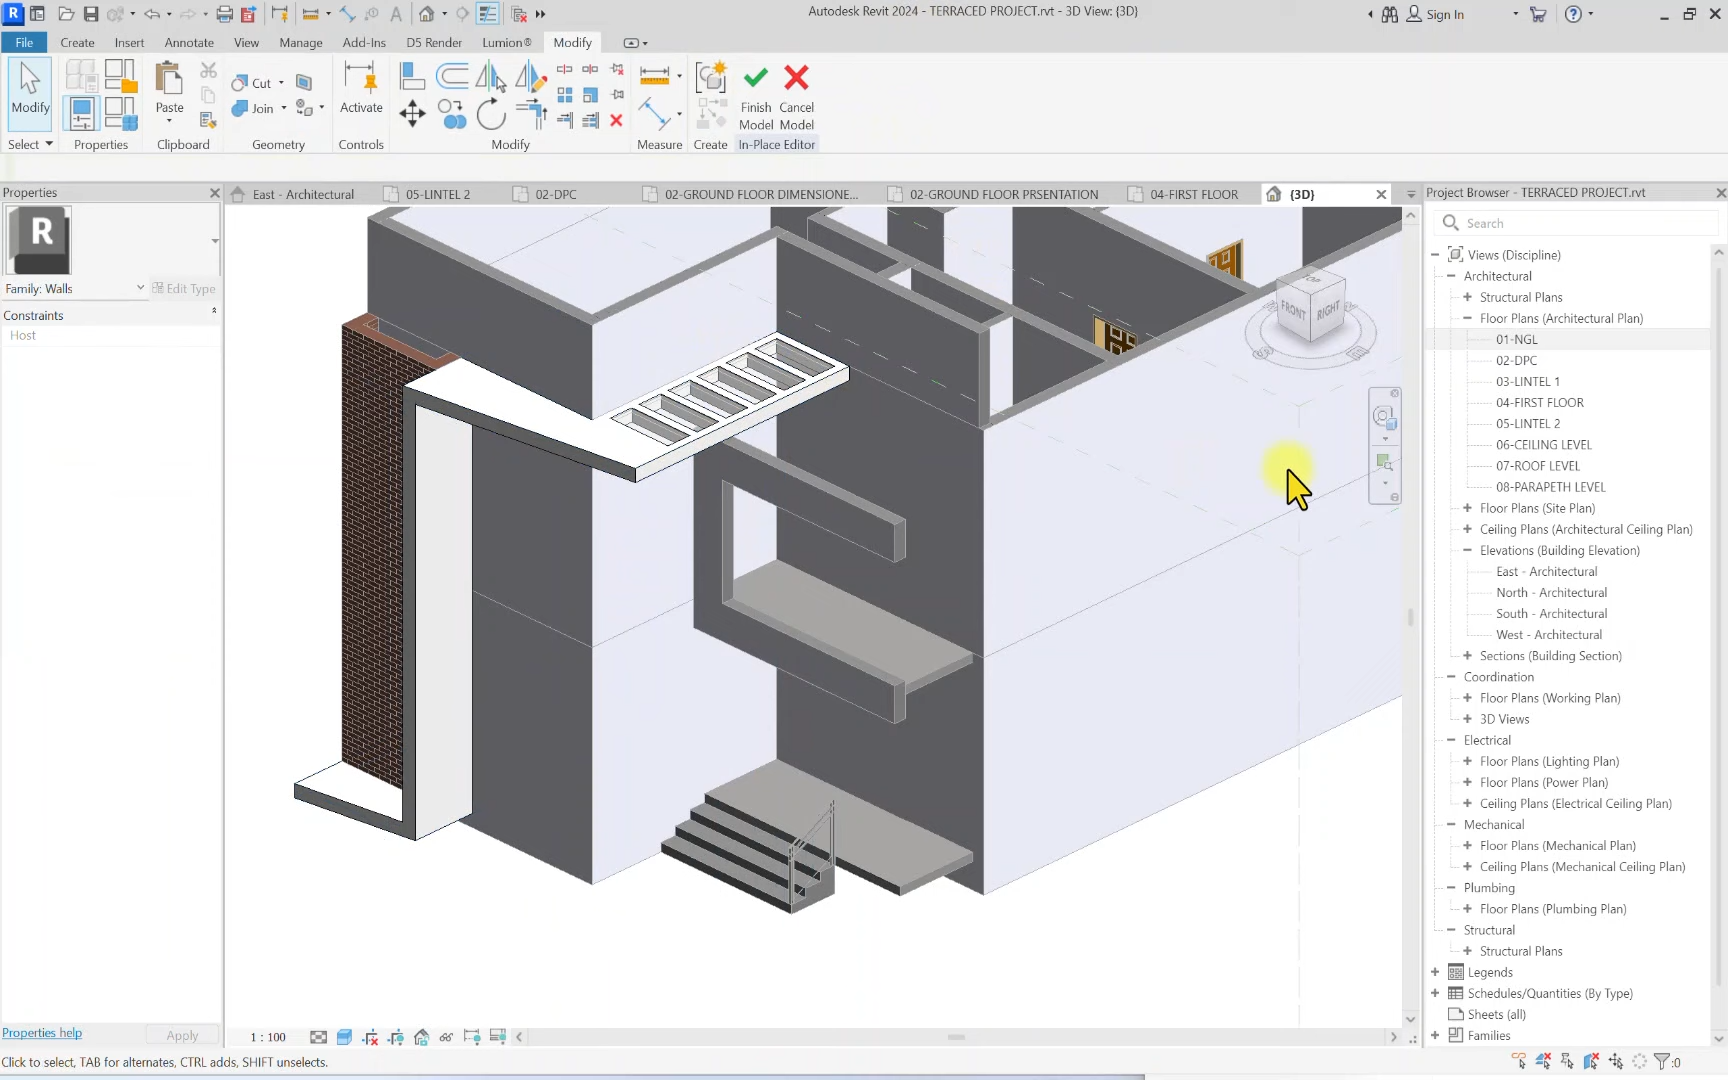 Autodesk Revit 2024 - TERRACED PROJECT.rvt - 3D View: {3D}
Sign In
File Create Insert Annotate View Manage Add-Ins D5 Render Lumion® Modify
Modify
Paste
Cut
Join
Activate
Finish Model
Cancel Model
Select Properties Clipboard Geometry Controls Modify Measure Create In-Place Editor
Properties
East - Architectural 05-LINTEL 2 02-DPC 02-GROUND FLOOR DIMENSIONE... 02-GROUND FLOOR PRSENTATION 04-FIRST FLOOR {3D}
Project Browser - TERRACED PROJECT.rvt
R
Family: Walls
Edit Type
Constraints
Host
FRONT RIGHT
Search
Views (Discipline)
Architectural
Structural Plans
Floor Plans (Architectural Plan)
01-NGL
02-DPC
03-LINTEL 1
04-FIRST FLOOR
05-LINTEL 2
06-CEILING LEVEL
07-ROOF LEVEL
08-PARAPETH LEVEL
Floor Plans (Site Plan)
Ceiling Plans (Architectural Ceiling Plan)
Elevations (Building Elevation)
East - Architectural
North - Architectural
South - Architectural
West - Architectural
Sections (Building Section)
Coordination
Floor Plans (Working Plan)
3D Views
Electrical
Floor Plans (Lighting Plan)
Floor Plans (Power Plan)
Ceiling Plans (Electrical Ceiling Plan)
Mechanical
Floor Plans (Mechanical Plan)
Ceiling Plans (Mechanical Ceiling Plan)
Plumbing
Floor Plans (Plumbing Plan)
Structural
Structural Plans
Legends
Schedules/Quantities (By Type)
Sheets (all)
Families
Properties help
Apply
1 : 100
Click to select, TAB for alternates, CTRL adds, SHIFT unselects.
:0